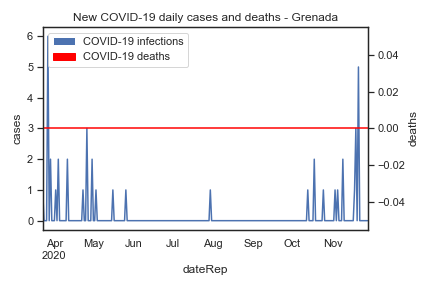 New COVID-19 daily cases and deaths - Grenada
COVID-19 infections
COVID-19 deaths
6
5
4
3
2
1
0
cases
0.04
0.02
0.00
−0.02
−0.04
deaths
Apr May Jun Jul Aug Sep Oct Nov
2020
dateRep